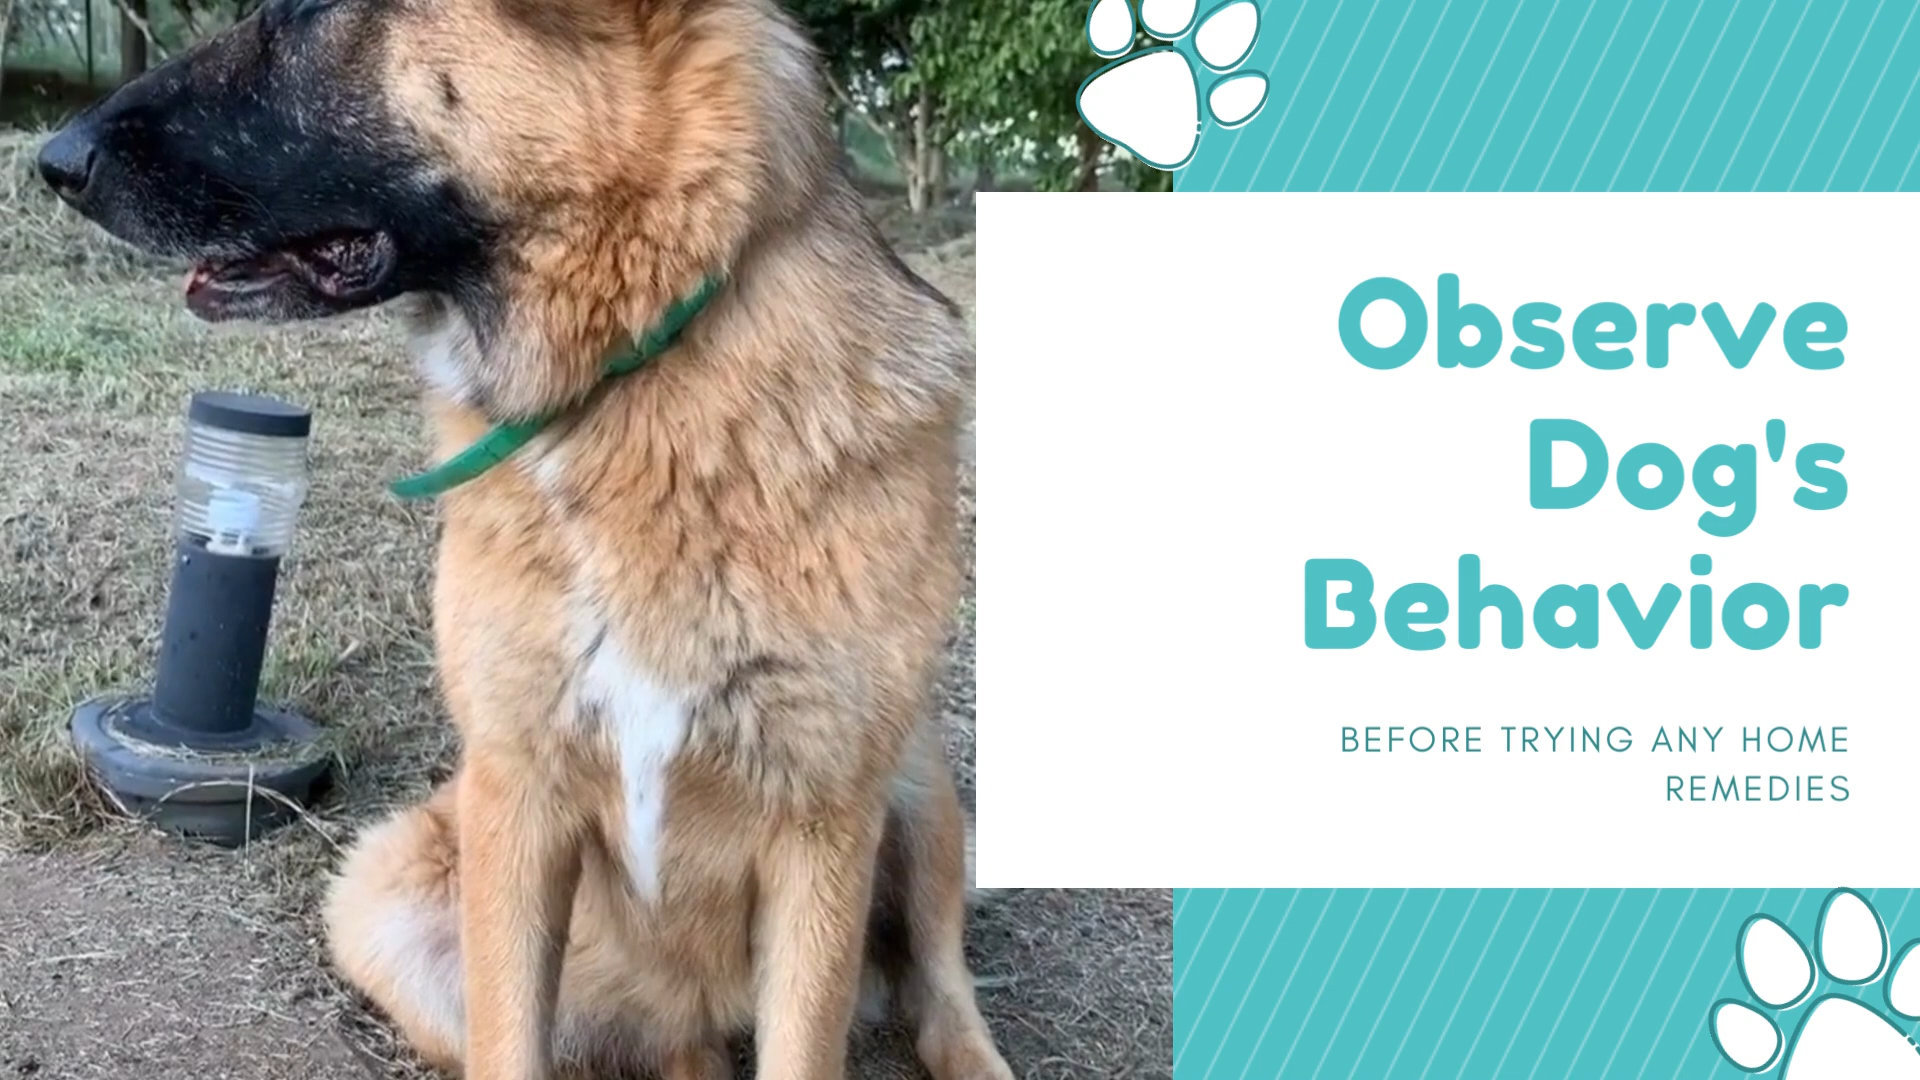 Observe
Dog's
Behavior
BEFORE TRYING ANY HOME
REMEDIES